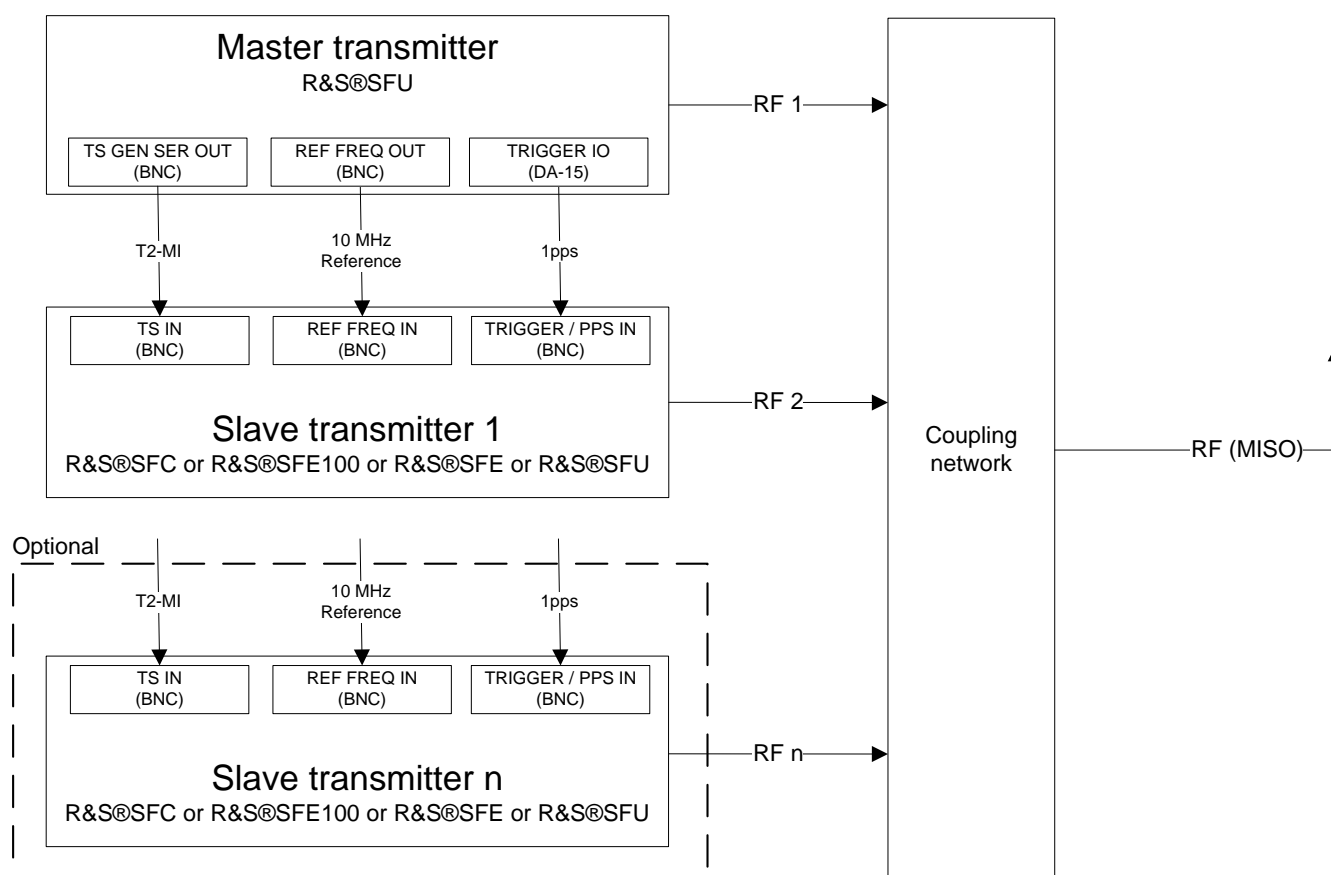 Master transmitter
R&S®SFU
TS GEN SER OUT
(BNC)
REF FREQ OUT
(BNC)
TRIGGER IO
(DA-15)
RF 1
T2-MI
10 MHz
Reference
1pps
TS IN
(BNC)
REF FREQ IN
(BNC)
TRIGGER / PPS IN
(BNC)
Slave transmitter 1
R&S®SFC or R&S®SFE100 or R&S®SFE or R&S®SFU
RF 2
Coupling
network
RF (MISO)
Optional
T2-MI
10 MHz
Reference
1pps
TS IN
(BNC)
REF FREQ IN
(BNC)
TRIGGER / PPS IN
(BNC)
Slave transmitter n
R&S®SFC or R&S®SFE100 or R&S®SFE or R&S®SFU
RF n